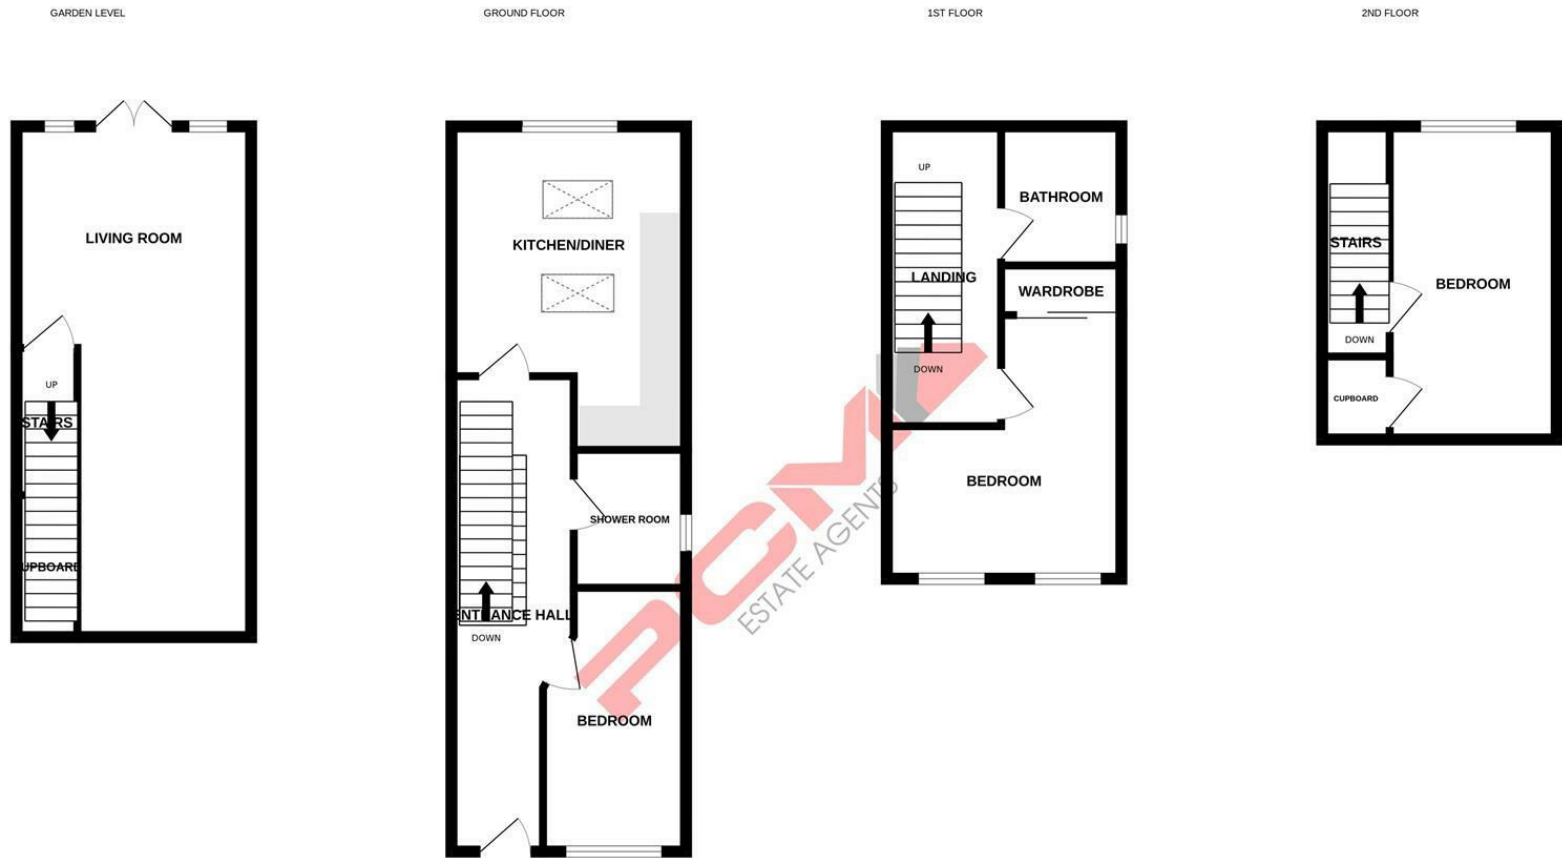 GARDEN LEVEL
LIVING ROOM
UP
STAIRS
UPBOARD
GROUND FLOOR
KITCHEN/DINER
SHOWER ROOM
ENTRANCE HALL
DOWN
BEDROOM
1ST FLOOR
UP
BATHROOM
LANDING
WARDROBE
DOWN
BEDROOM
2ND FLOOR
STAIRS
BEDROOM
DOWN
CUPBOARD
PCM
ESTATE AGENTS